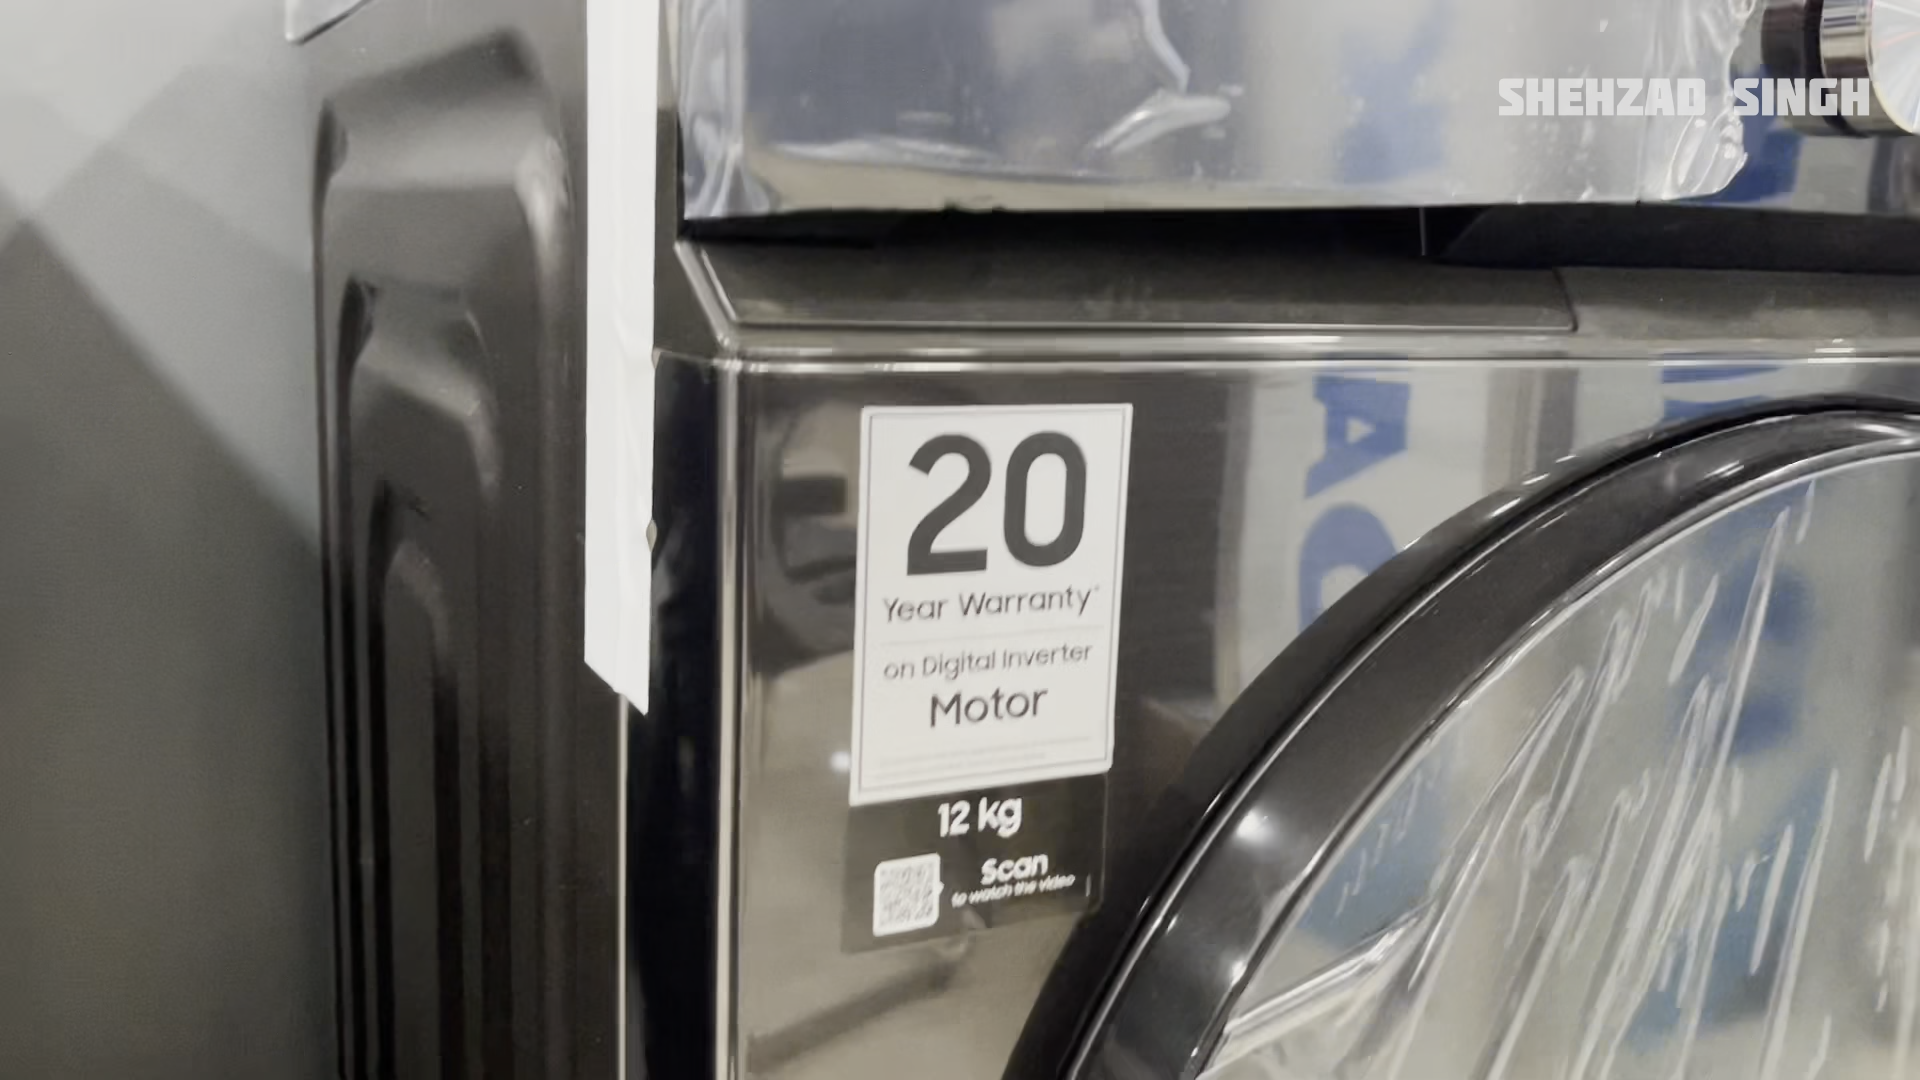 SHEHZAD SINGH
20
Year Warranty*
on Digital Inverter
Motor
12 kg
Scan
to watch the video